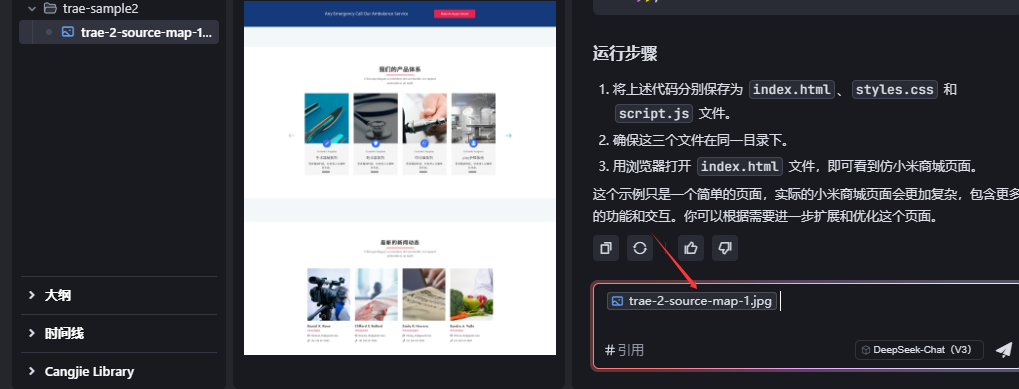 trae-sample2
trae-2-source-map-1...
大纲
时间线
Cangjie Library
Any Emergency Call Our Ambulance Service
我们的产品体系
最新的新闻动态
运行步骤
1. 将上述代码分别保存为 index.html 、 styles.css 和
script.js 文件。
2. 确保这三个文件在同一目录下。
3. 用浏览器打开 index.html 文件，即可看到仿小米商城页面。
这个示例只是一个简单的页面，实际的小米商城页面会更加复杂，包含更多
的功能和交互。你可以根据需要进一步扩展和优化这个页面。
trae-2-source-map-1.jpg
#引用
DeepSeek-Chat（V3）